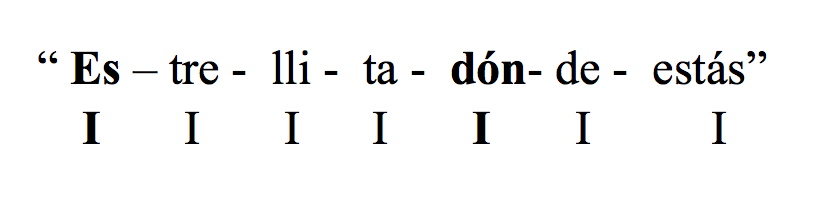 “ Es – tre - lli - ta - dón- de - estás”
I I I I I I I